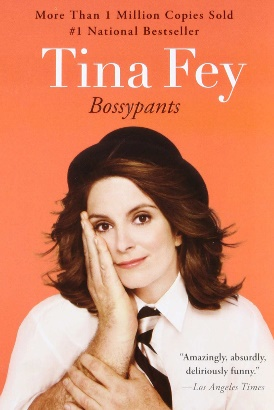 More Than 1 Million Copies Sold
#1 National Bestseller
Tina Fey
Bossypants
"Amazingly, absurdly,
deliriously funny."
—Los Angeles Times